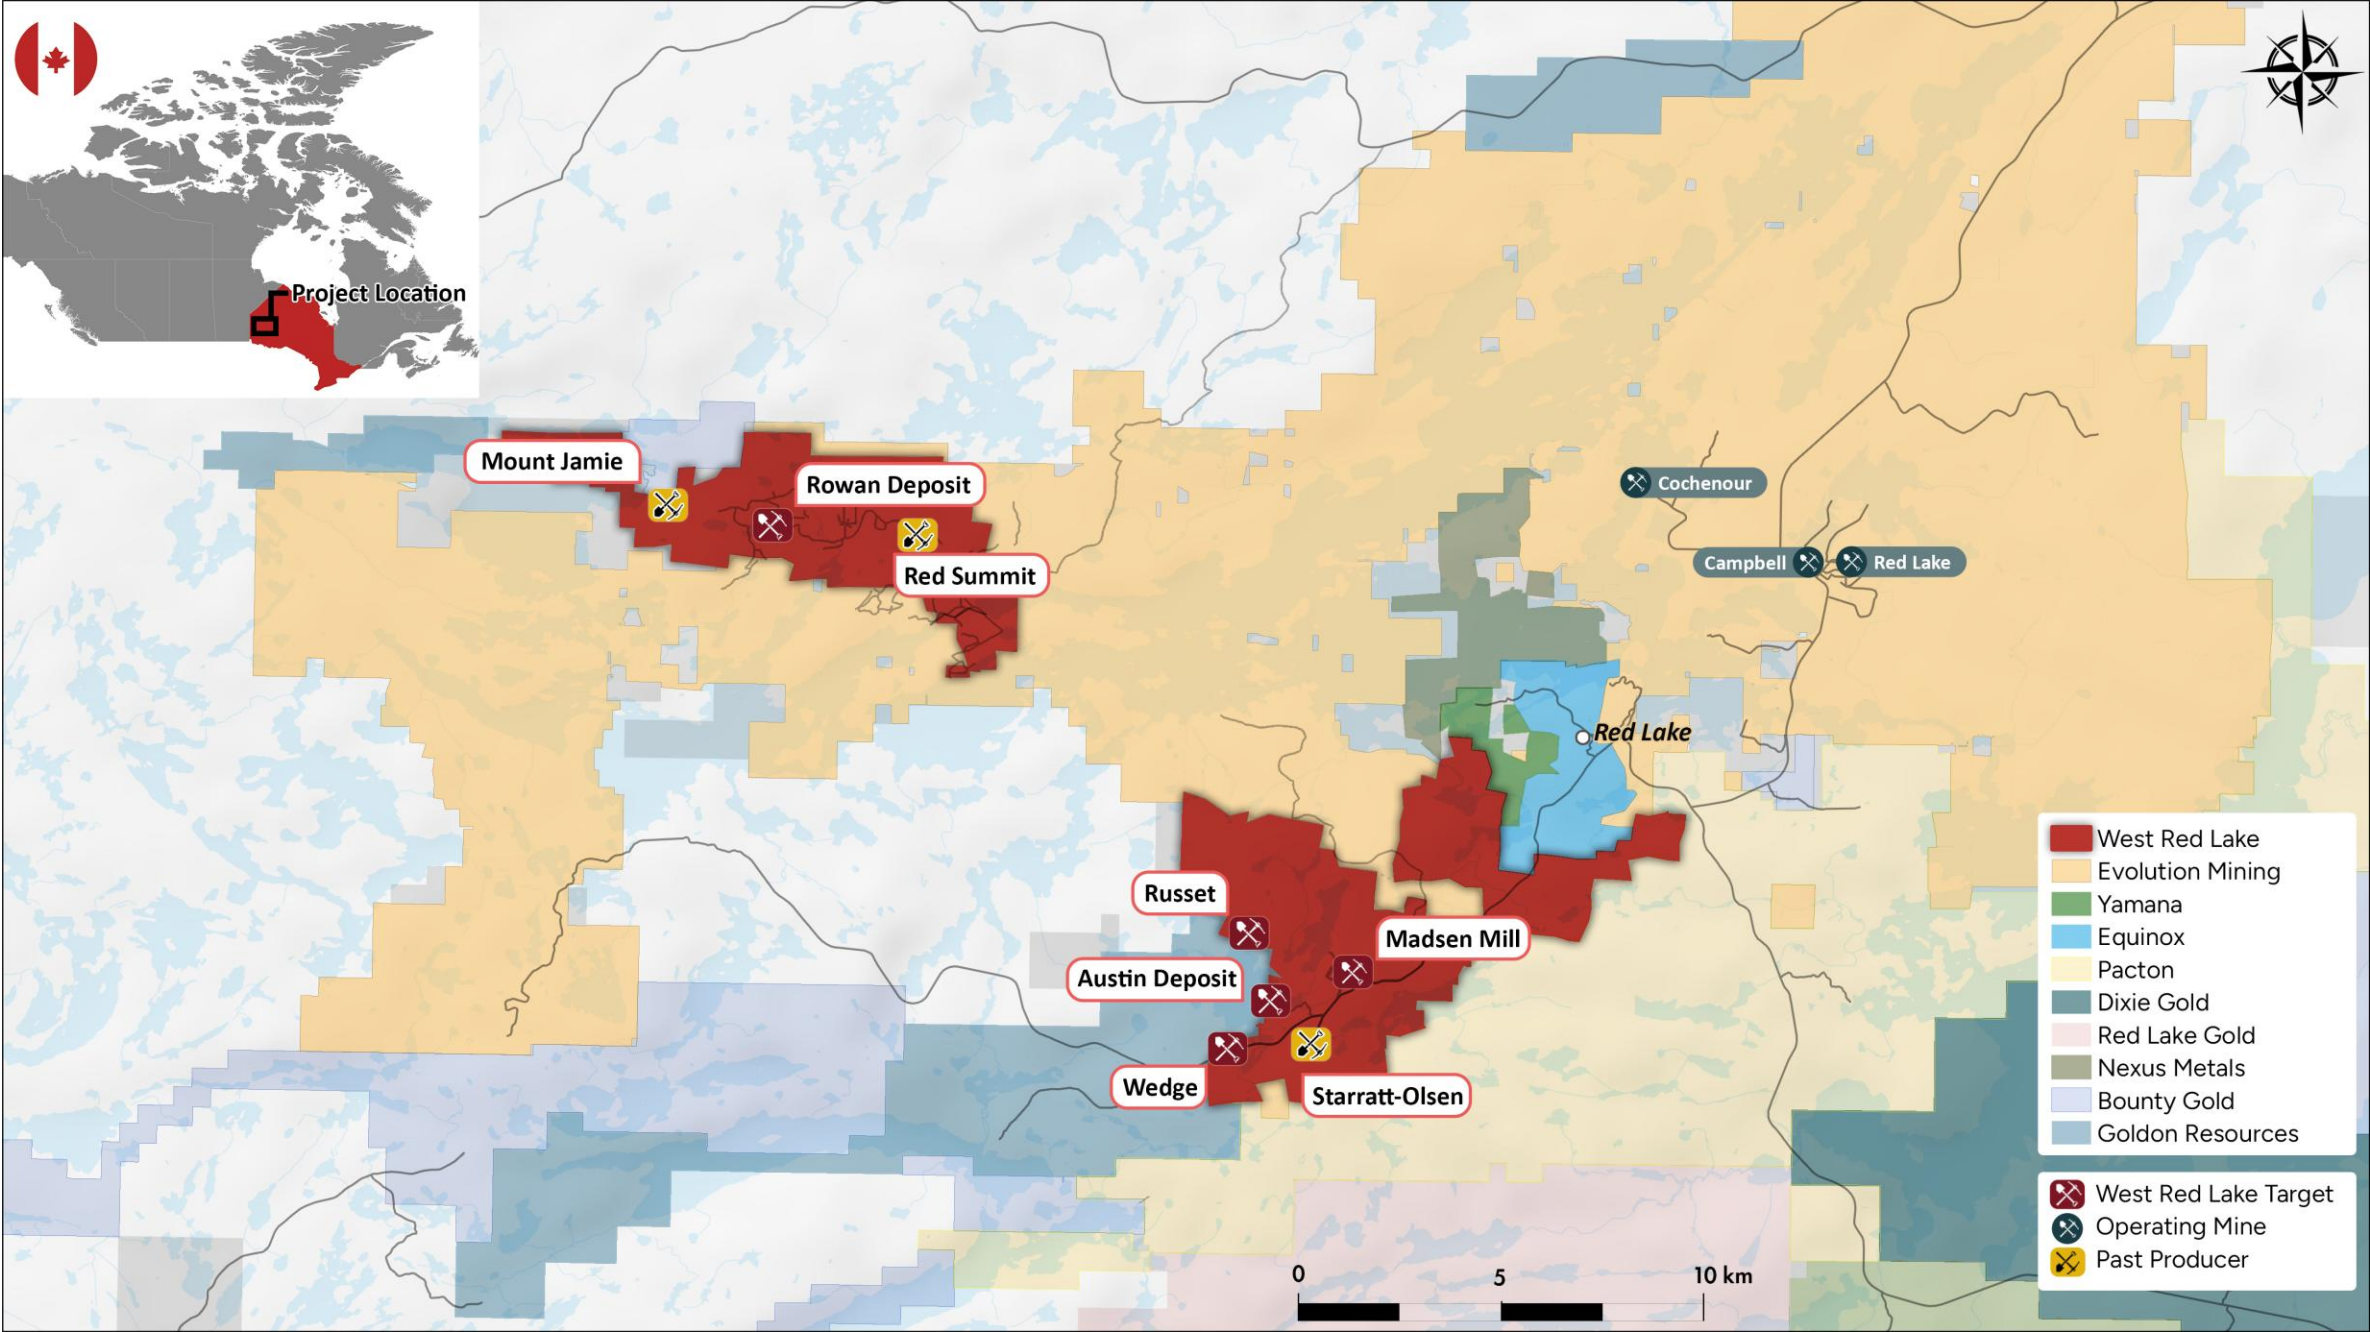 Project Location
Mount Jamie
Rowan Deposit
Red Summit
Cochenour
Campbell
Red Lake
Red Lake
Russet
Madsen Mill
Austin Deposit
Wedge
Starratt-Olsen
West Red Lake
Evolution Mining
Yamana
Equinox
Pacton
Dixie Gold
Red Lake Gold
Nexus Metals
Bounty Gold
Goldon Resources
West Red Lake Target
Operating Mine
Past Producer
0 5 10 km